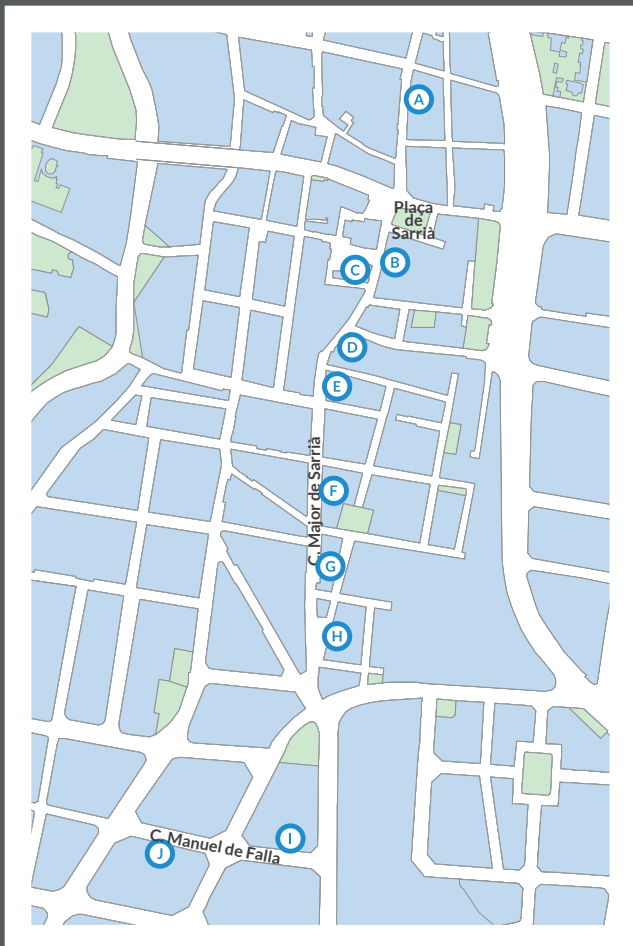 A
Plaça
de
Sarrià
B
C
D
E
C. Major de Sarrià
F
G
H
I
C. Manuel de Falla
J